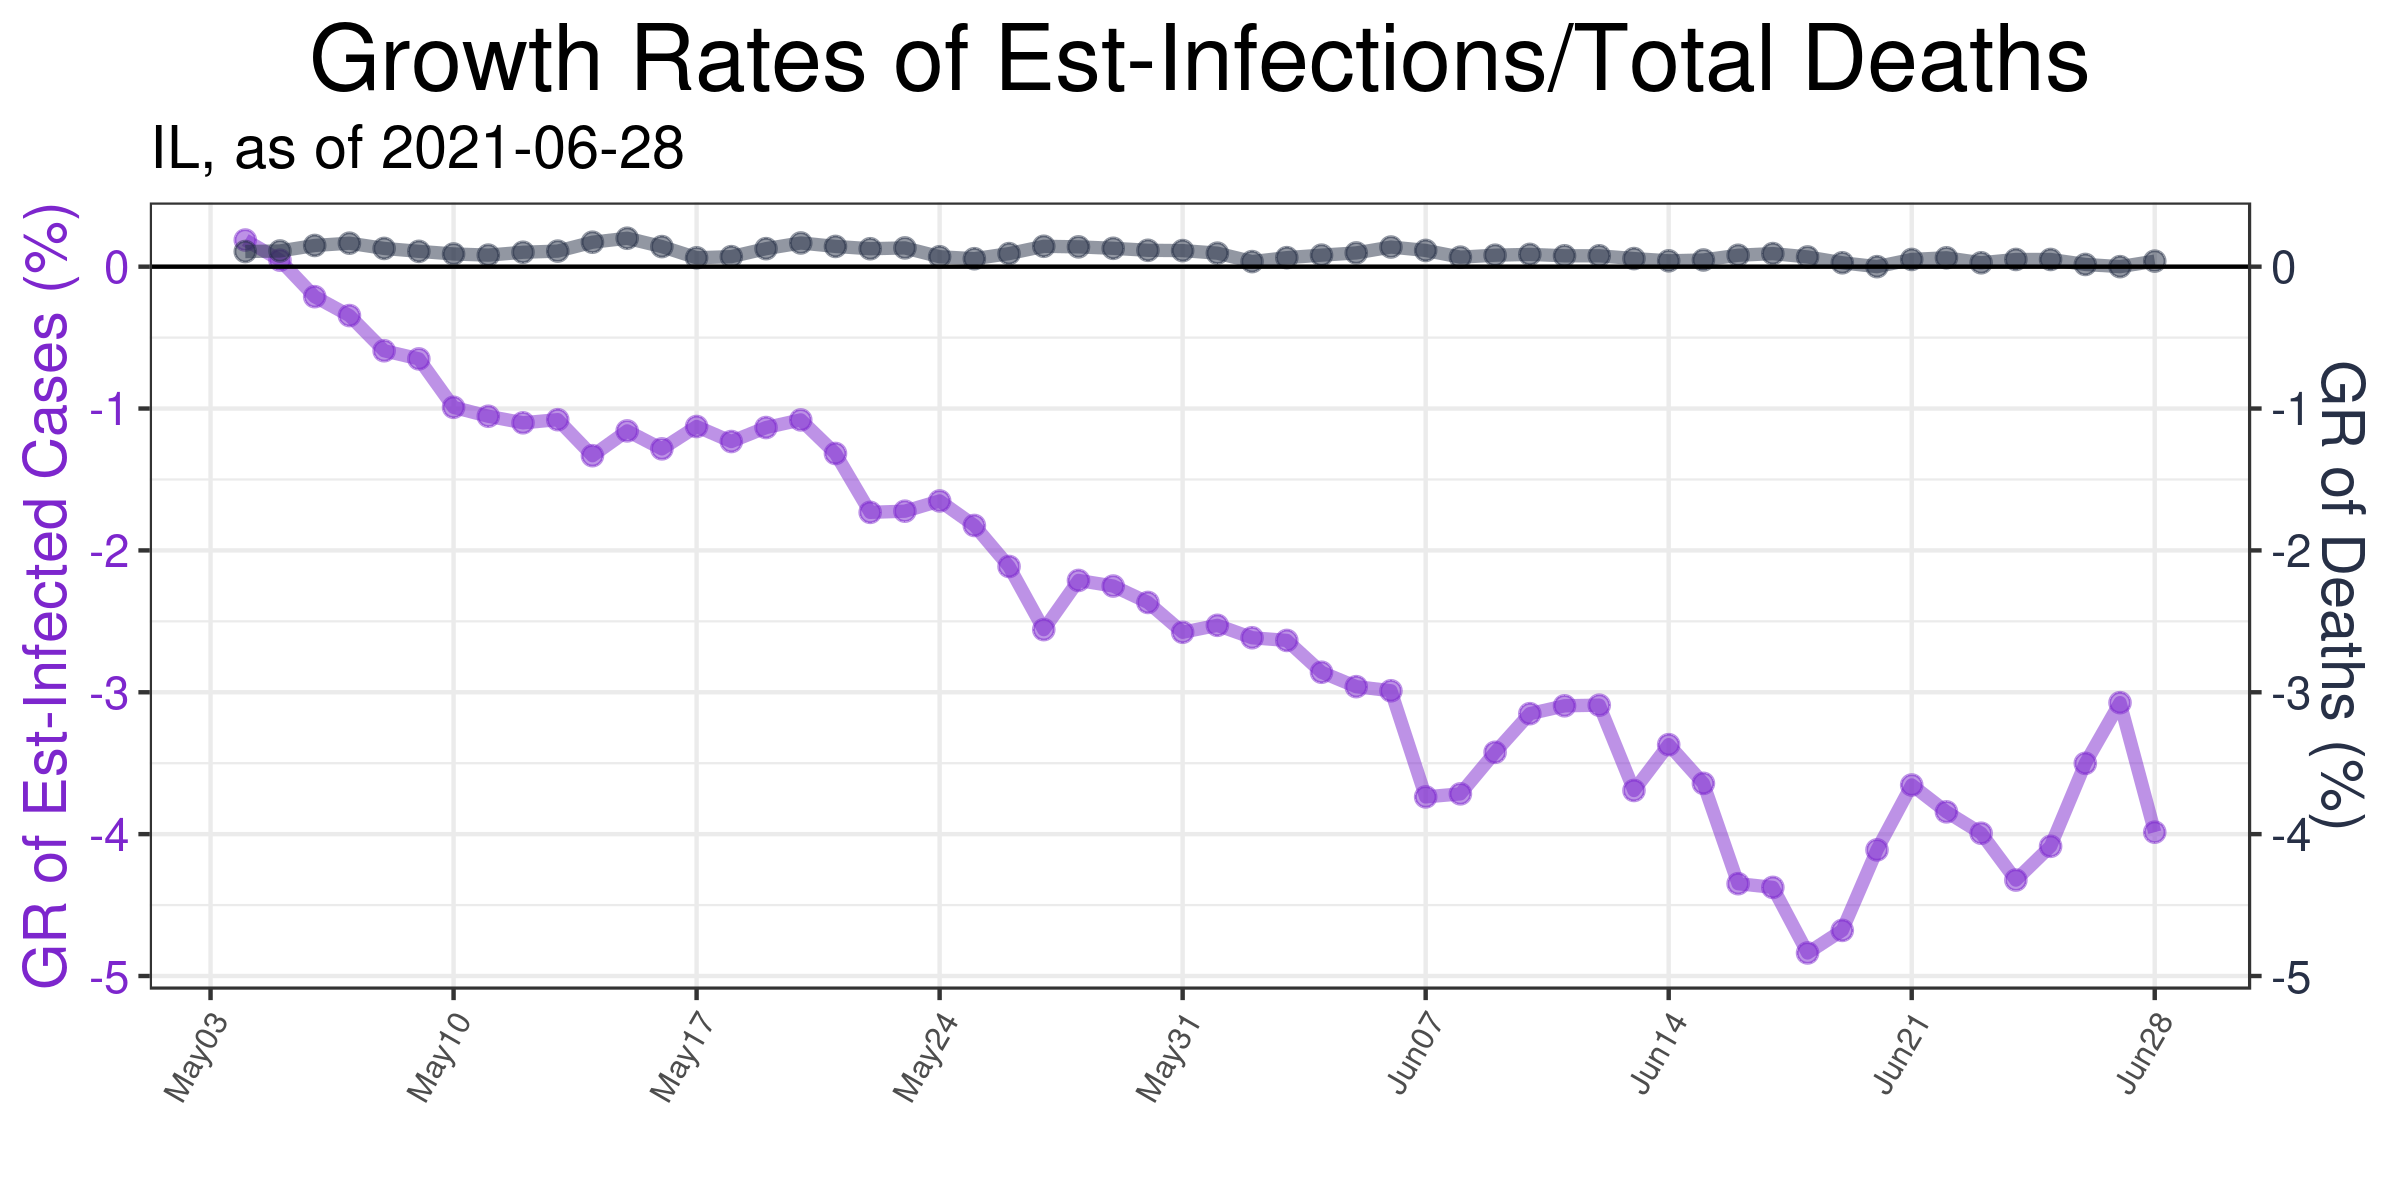 Growth Rates of Est-Infections/Total Deaths
IL, as of 2021-06-28
GR of Est-Infected Cases (%)
0
-1
-2
-3
-4
-5
0
-1
-2
-3
-4
-5
GR of Deaths (%)
May03
May10
May17
May24
May31
Jun07
Jun14
Jun21
Jun28